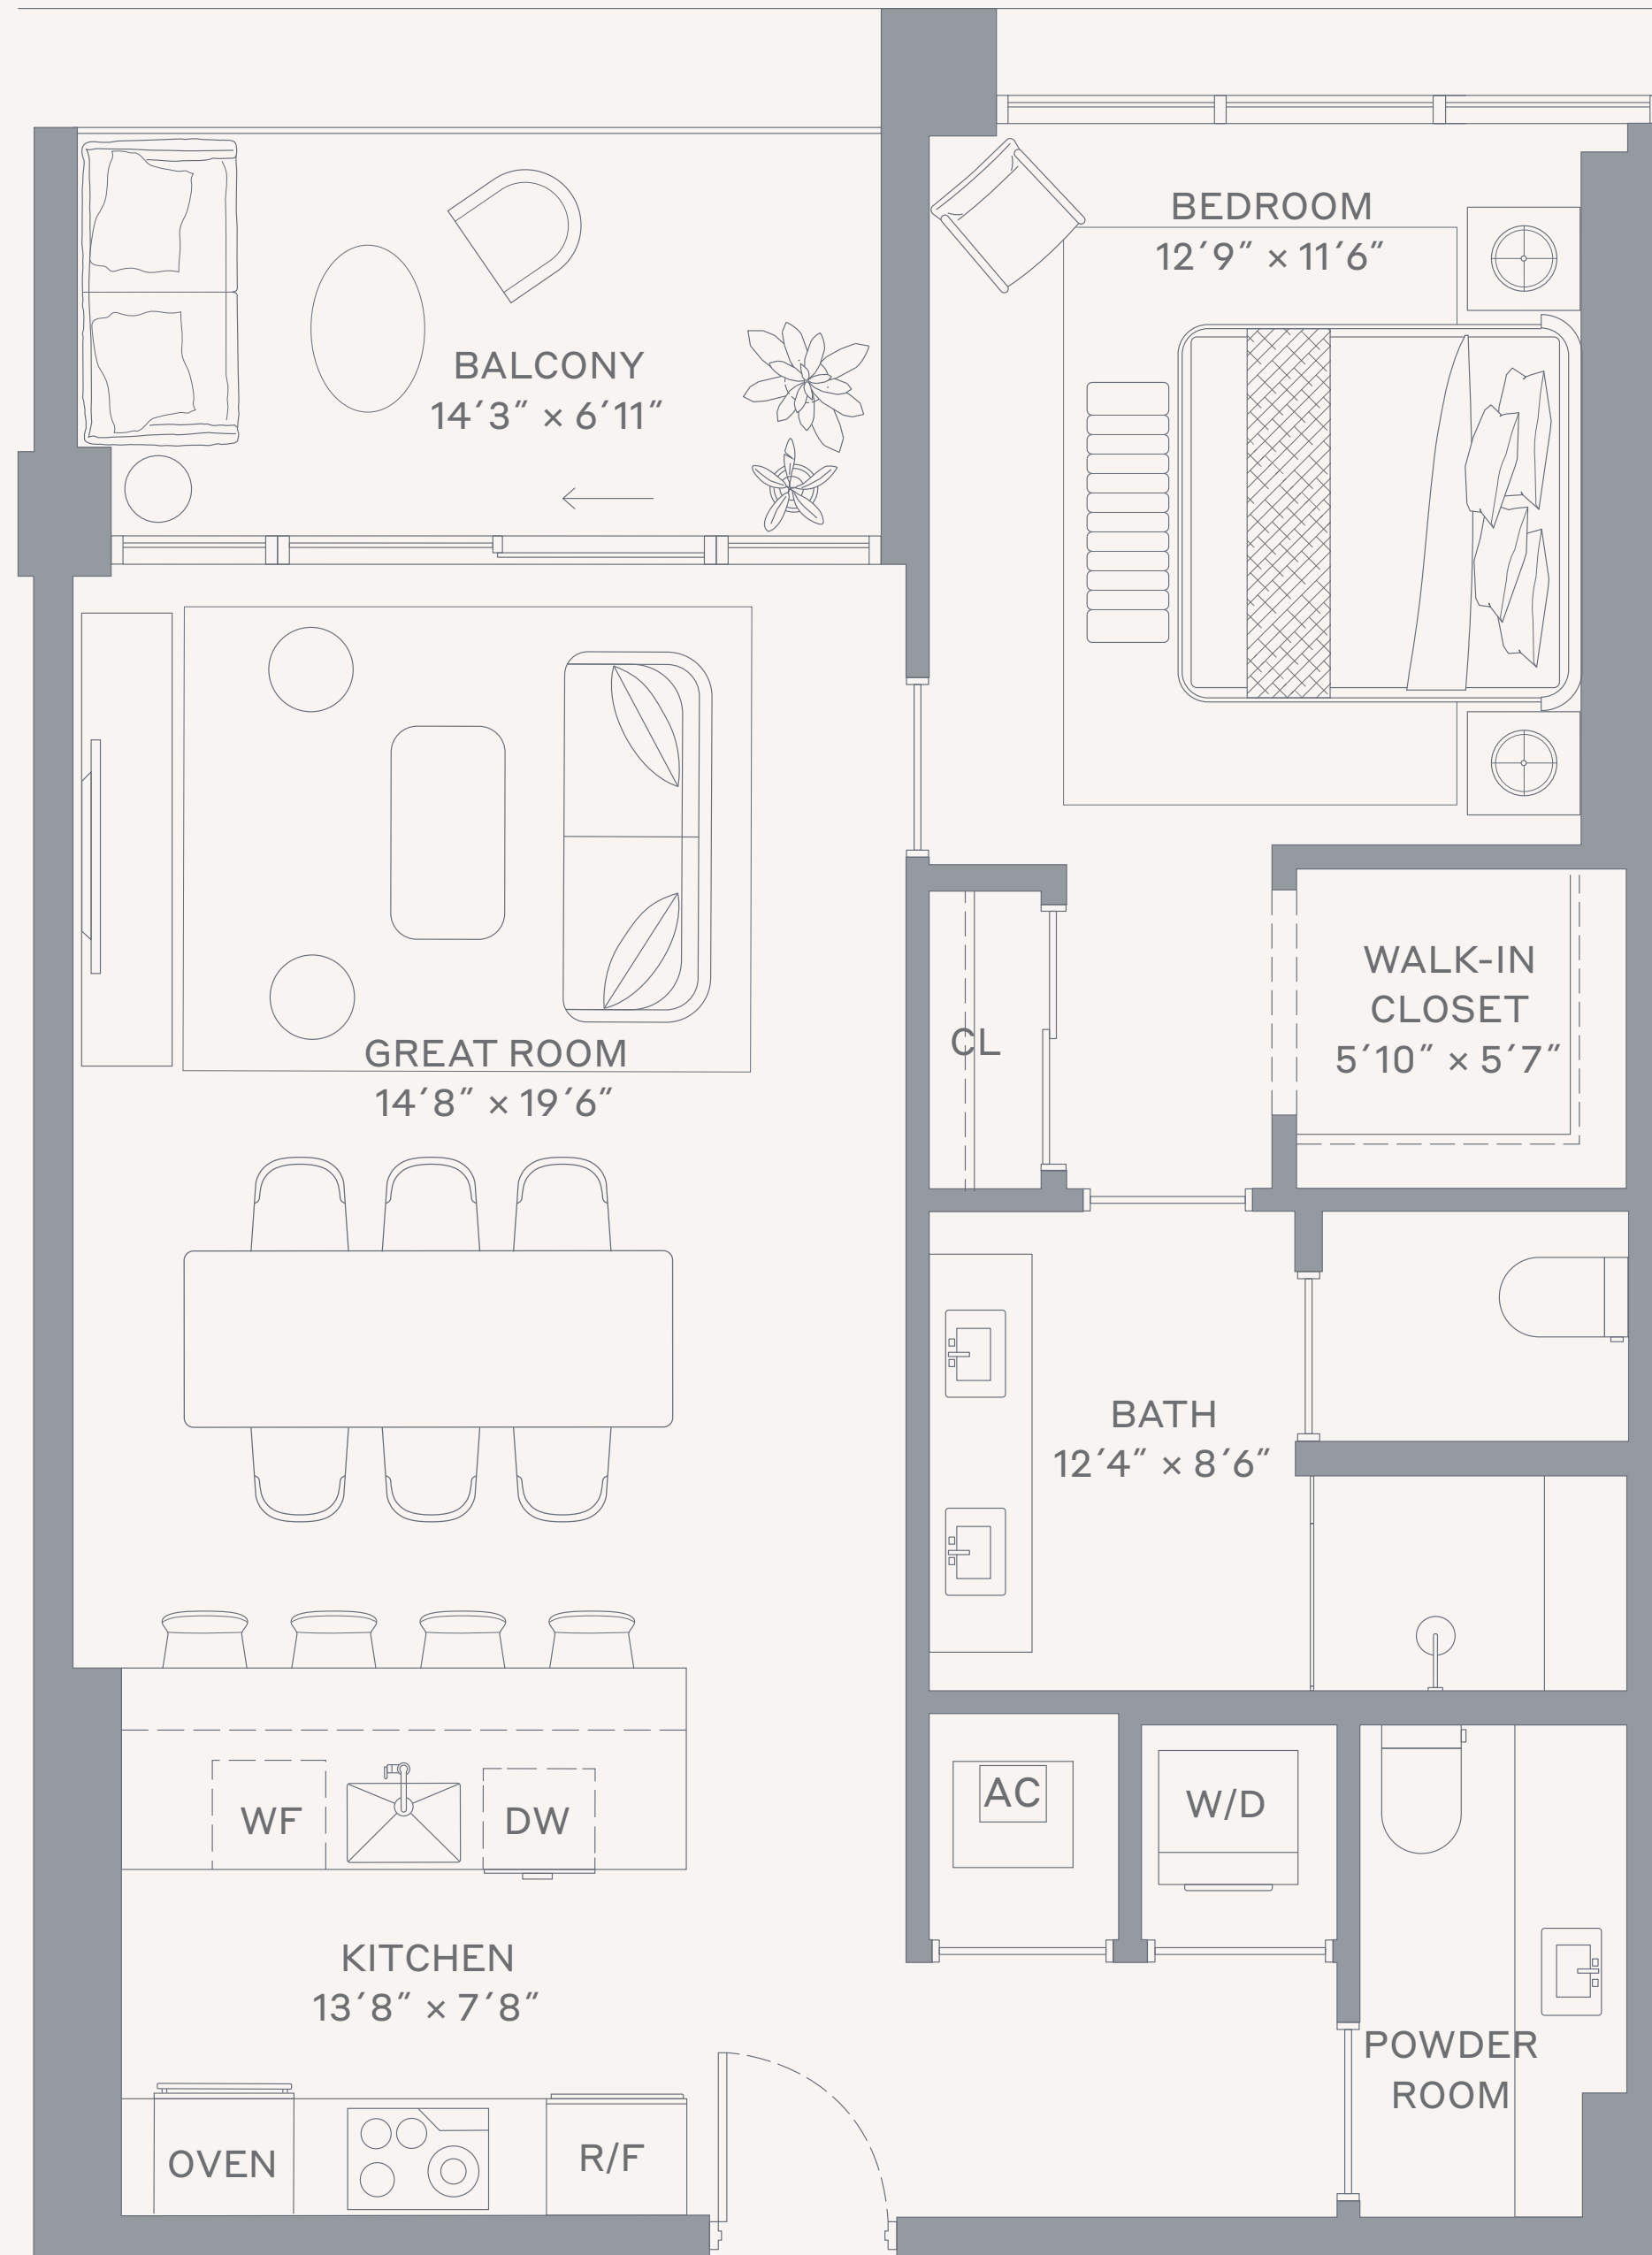 BEDROOM
12´9˝ × 11´6˝
BALCONY
14´3˝ × 6´11˝
WALK-IN
CLOSET
5´10˝ × 5´7˝
CL
GREAT ROOM
14´8˝ × 19´6˝
BATH
12´4˝ × 8´6˝
AC
W/D
WF
DW
KITCHEN
13´8˝ × 7´8˝
POWDER
ROOM
OVEN
R/F